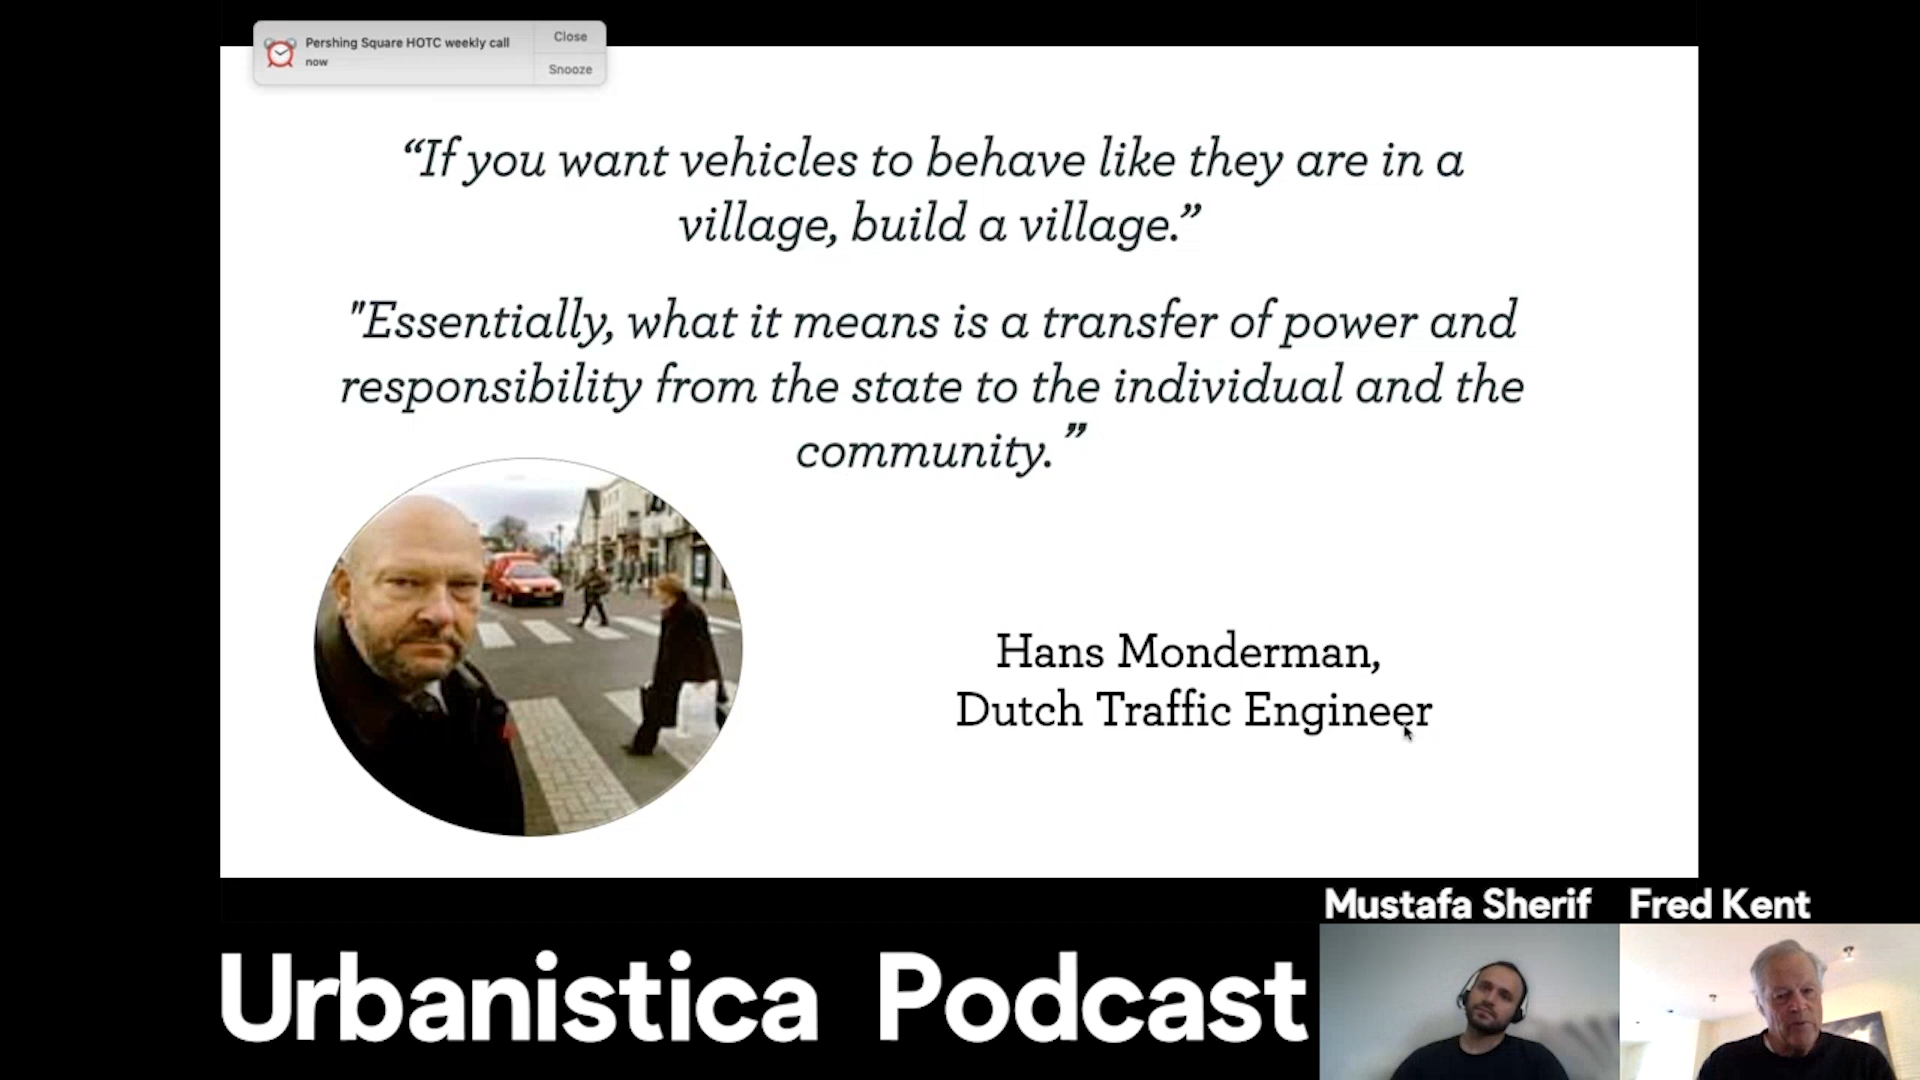 Pershing Square HOTC weekly call
now
Close
Snooze
“If you want vehicles to behave like they are in a
village, build a village.”
"Essentially, what it means is a transfer of power and
responsibility from the state to the individual and the
community.”
Hans Monderman,
Dutch Traffic Engineer
Mustafa Sherif
Fred Kent
Urbanistica Podcast